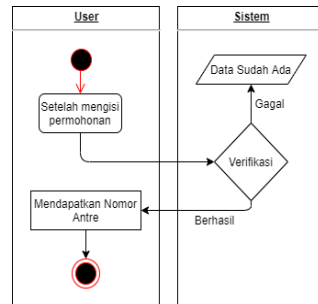 User
Sistem
Data Sudah Ada
Gagal
Setelah mengisi
permohonan
Verifikasi
Mendapatkan Nomor
Antre
Berhasil